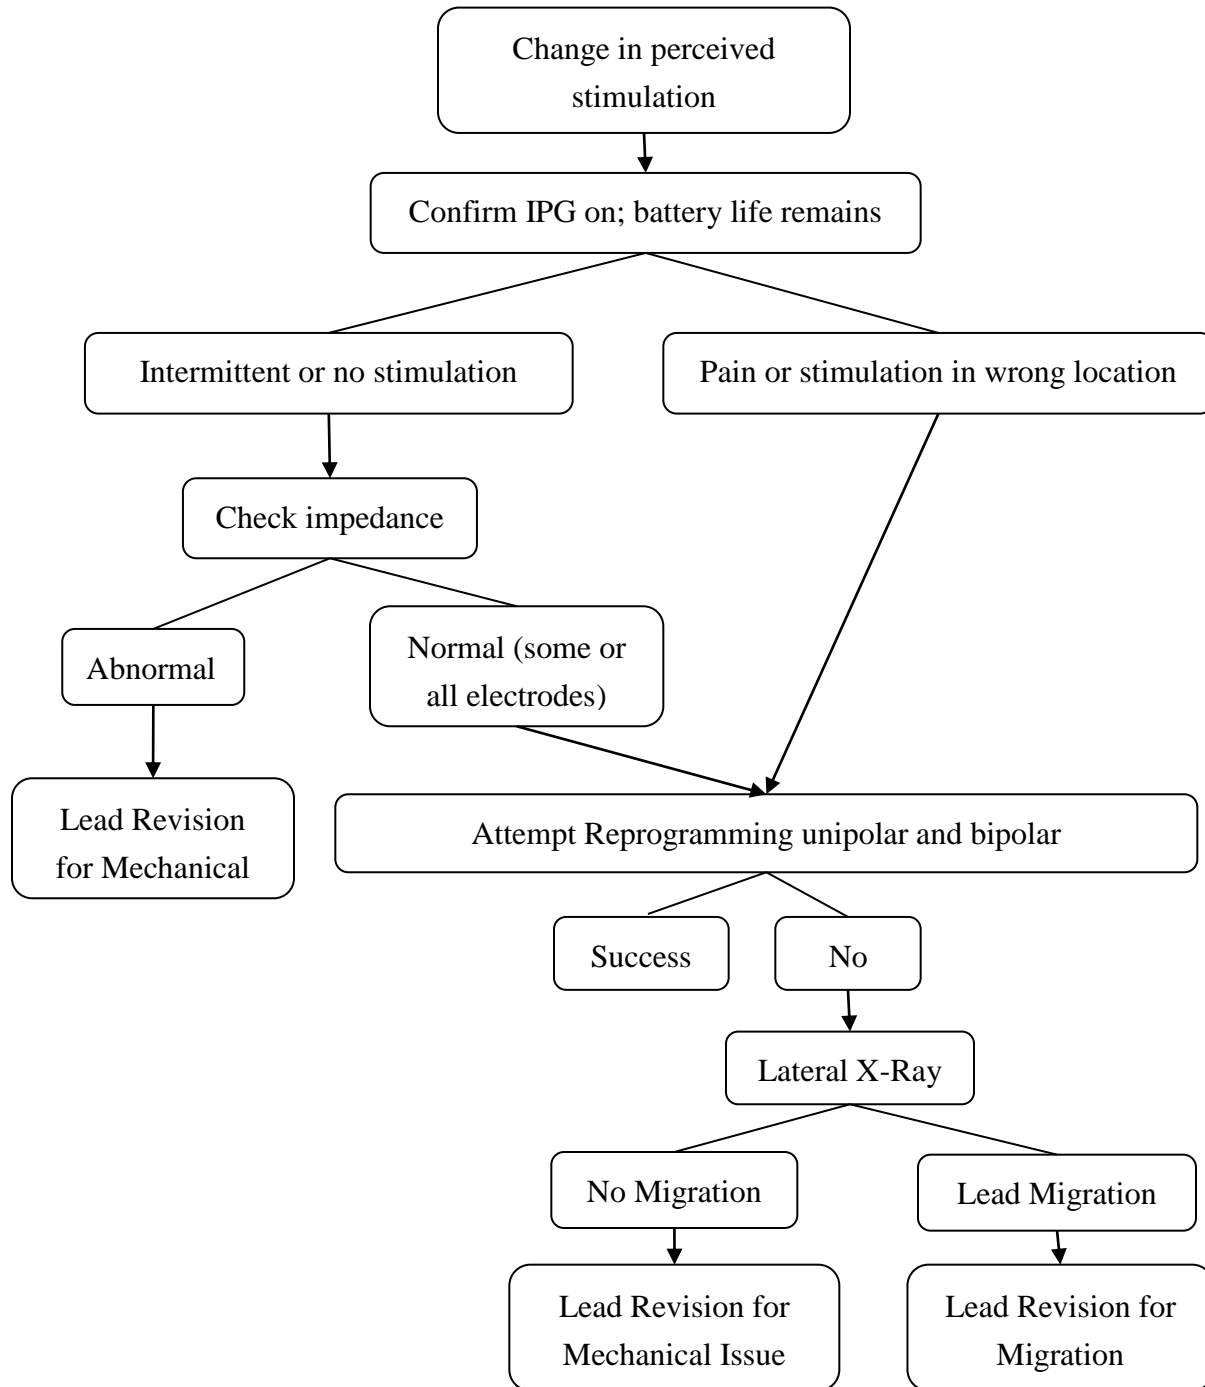 Change in perceived
stimulation
Confirm IPG on; battery life remains
Intermittent or no stimulation
Pain or stimulation in wrong location
Check impedance
Abnormal
Normal (some or
all electrodes)
Lead Revision
for Mechanical
Attempt Reprogramming unipolar and bipolar
Success
No
Lateral X-Ray
No Migration
Lead Migration
Lead Revision for
Mechanical Issue
Lead Revision for
Migration